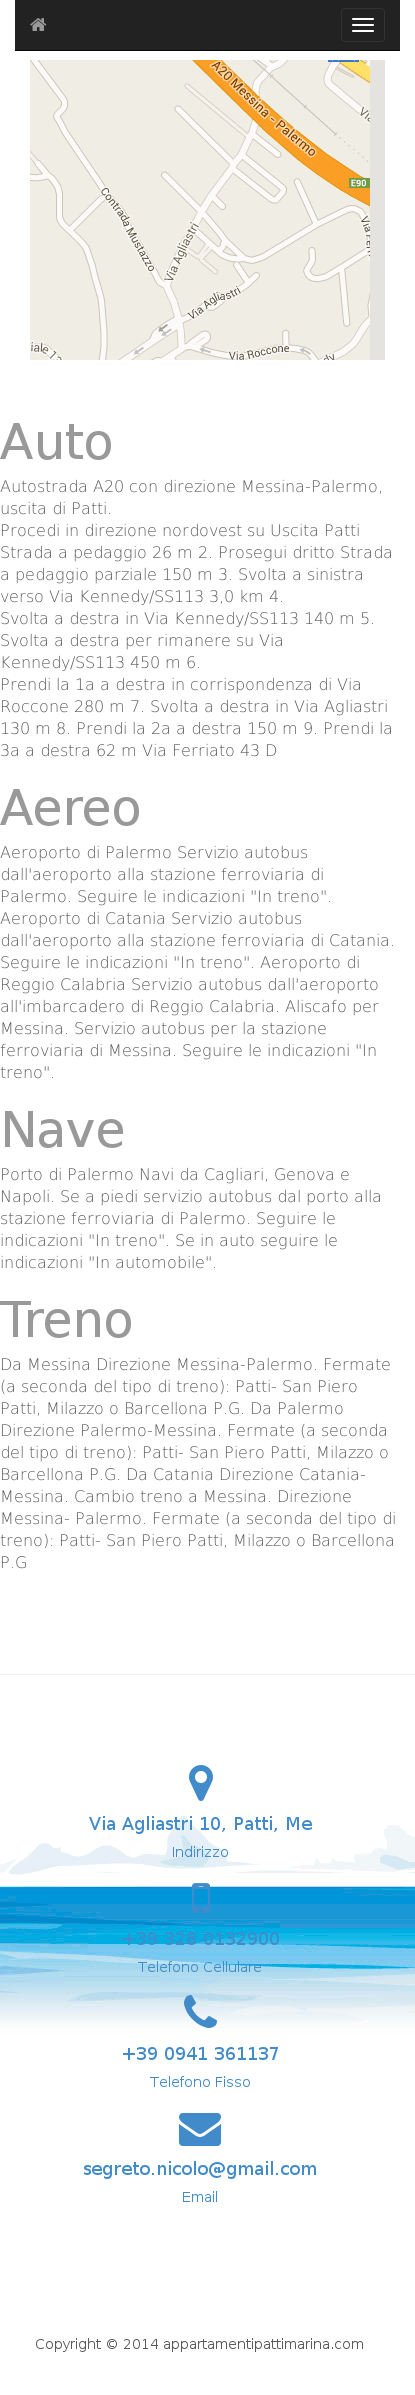 A20 Messina - Palermo
E90
Contrada Mustazzo
Via Agliastri
Via Agliastri
Via Roccone
Auto
Autostrada A20 con direzione Messina-Palermo,
uscita di Patti.
Procedi in direzione nordovest su Uscita Patti
Strada a pedaggio 26 m 2. Prosegui dritto Strada
a pedaggio parziale 150 m 3. Svolta a sinistra
verso Via Kennedy/SS113 3,0 km 4.
Svolta a destra in Via Kennedy/SS113 140 m 5.
Svolta a destra per rimanere su Via
Kennedy/SS113 450 m 6.
Prendi la 1a a destra in corrispondenza di Via
Roccone 280 m 7. Svolta a destra in Via Agliastri
130 m 8. Prendi la 2a a destra 150 m 9. Prendi la
3a a destra 62 m Via Ferriato 43 D
Aereo
Aeroporto di Palermo Servizio autobus
dall'aeroporto alla stazione ferroviaria di
Palermo. Seguire le indicazioni "In treno".
Aeroporto di Catania Servizio autobus
dall'aeroporto alla stazione ferroviaria di Catania.
Seguire le indicazioni "In treno". Aeroporto di
Reggio Calabria Servizio autobus dall'aeroporto
all'imbarcadero di Reggio Calabria. Aliscafo per
Messina. Servizio autobus per la stazione
ferroviaria di Messina. Seguire le indicazioni "In
treno".
Nave
Porto di Palermo Navi da Cagliari, Genova e
Napoli. Se a piedi servizio autobus dal porto alla
stazione ferroviaria di Palermo. Seguire le
indicazioni "In treno". Se in auto seguire le
indicazioni "In automobile".
Treno
Da Messina Direzione Messina-Palermo. Fermate
(a seconda del tipo di treno): Patti- San Piero
Patti, Milazzo o Barcellona P.G. Da Palermo
Direzione Palermo-Messina. Fermate (a seconda
del tipo di treno): Patti- San Piero Patti, Milazzo o
Barcellona P.G. Da Catania Direzione Catania-
Messina. Cambio treno a Messina. Direzione
Messina- Palermo. Fermate (a seconda del tipo di
treno): Patti- San Piero Patti, Milazzo o Barcellona
P.G
Via Agliastri 10, Patti, Me
Indirizzo
+39 328 0152900
Telefono Cellulare
+39 0941 361137
Telefono Fisso
segreto.nicolo@gmail.com
Email
Copyright © 2014 appartamentipattimarina.com